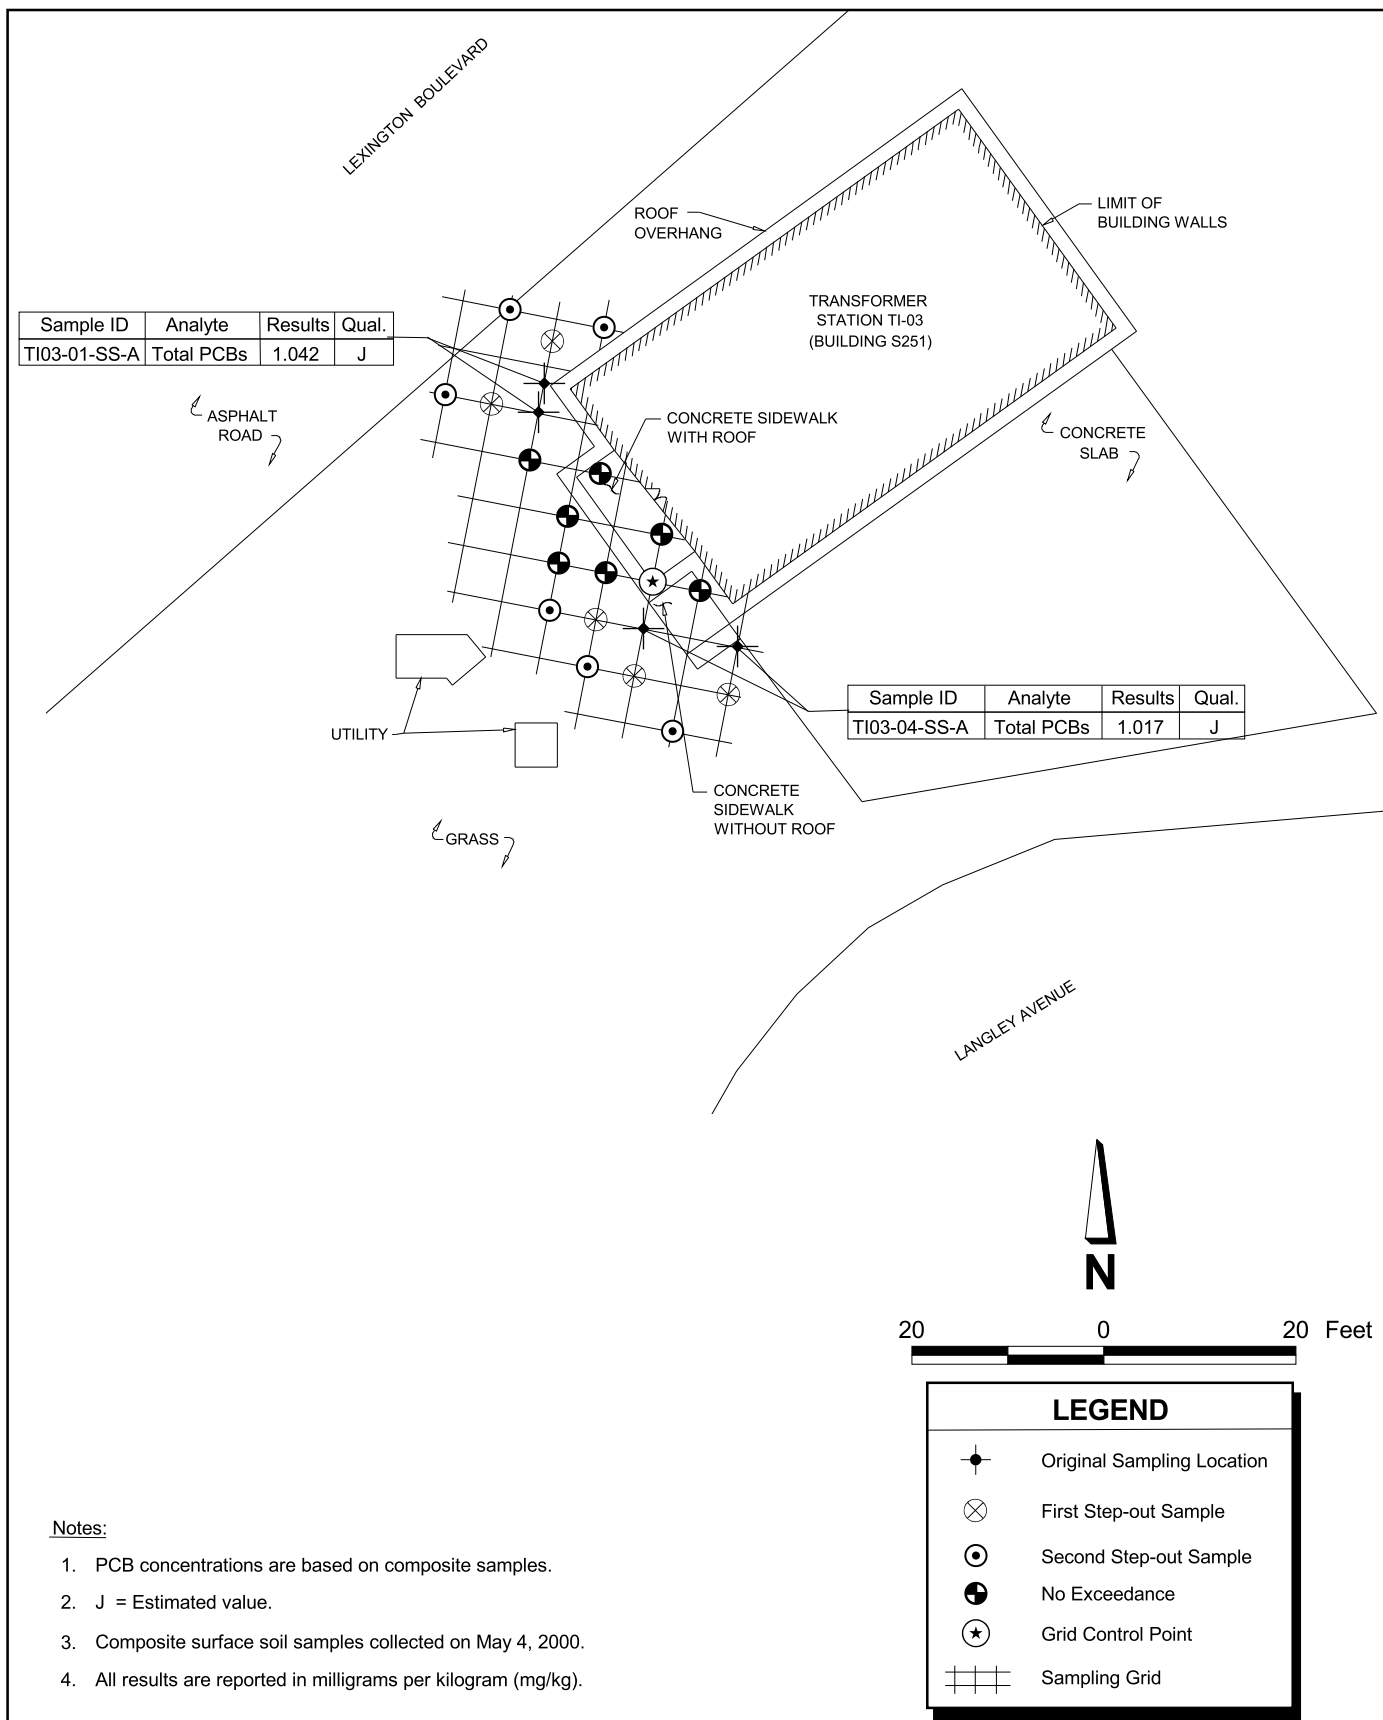 LEXINGTON BOULEVARD
ROOF
OVERHANG
LIMIT OF
BUILDING WALLS
TRANSFORMER
STATION TI-03
(BUILDING S251)
Sample ID Analyte Results Qual.
TI03-01-SS-A Total PCBs 1.042 J
ASPHALT
ROAD
CONCRETE SIDEWALK
WITH ROOF
CONCRETE
SLAB
Sample ID Analyte Results Qual.
TI03-04-SS-A Total PCBs 1.017 J
UTILITY
CONCRETE
SIDEWALK
WITHOUT ROOF
GRASS
LANGLEY AVENUE
N
20 0 20 Feet
LEGEND
Original Sampling Location
First Step-out Sample
Second Step-out Sample
No Exceedance
Grid Control Point
Sampling Grid
Notes:
1. PCB concentrations are based on composite samples.
2. J = Estimated value.
3. Composite surface soil samples collected on May 4, 2000.
4. All results are reported in milligrams per kilogram (mg/kg).